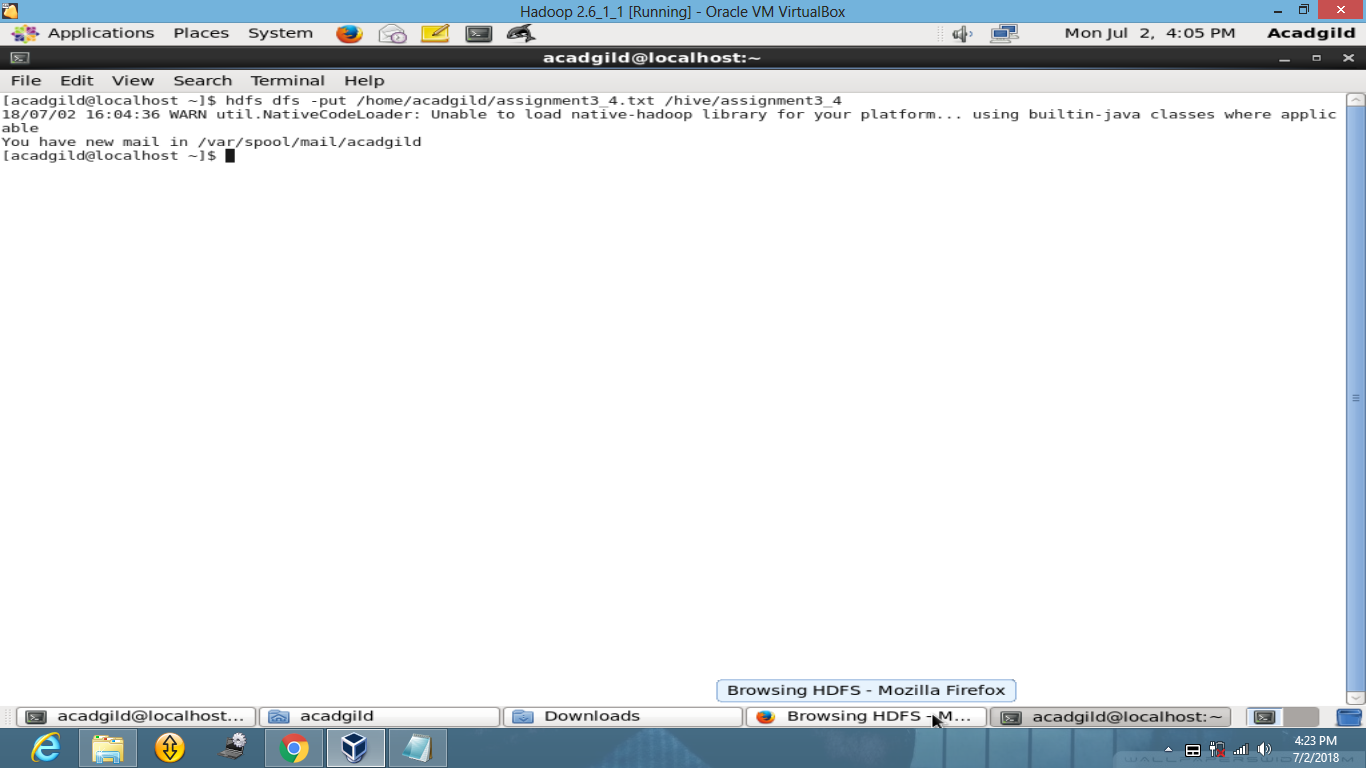 Hadoop 2.6_1_1 [Running] - Oracle VM VirtualBox
Applications Places System Mon Jul 2, 4:05 PM Acadgild
acadgild@localhost:~
File Edit View Search Terminal Help
[acadgild@localhost ~]$ hdfs dfs -put /home/acadgild/assignment3_4.txt /hive/assignment3_4
18/07/02 16:04:36 WARN util.NativeCodeLoader: Unable to load native-hadoop library for your platform... using builtin-java classes where applic
able
You have new mail in /var/spool/mail/acadgild
[acadgild@localhost ~]$
Browsing HDFS - Mozilla Firefox
acadgild@localhost... acadgild Downloads Browsing HDFS - M... acadgild@localhost:~
4:23 PM
7/2/2018